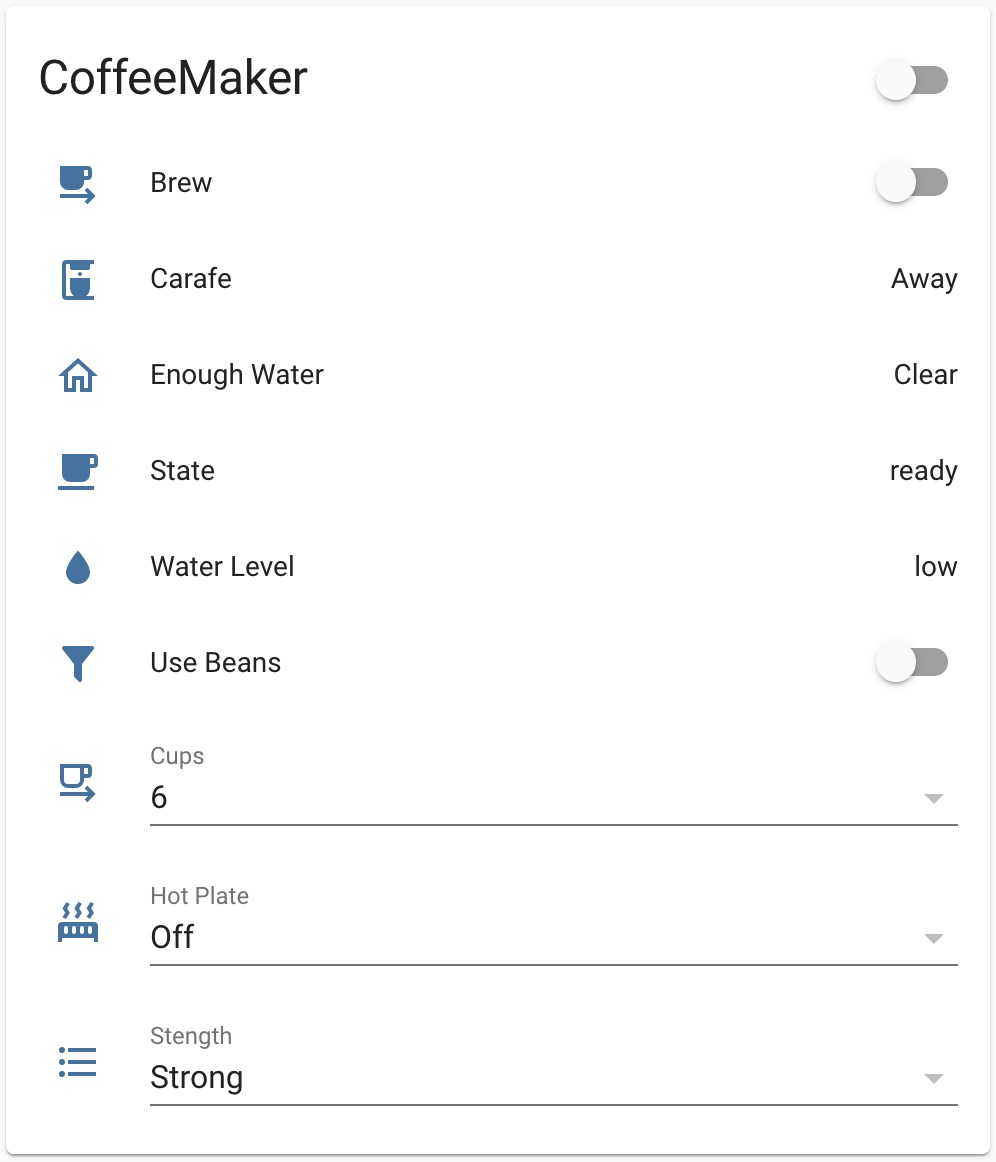 CoffeeMaker
Brew
Carafe Away
Enough Water Clear
State ready
Water Level low
Use Beans
Cups
6
Hot Plate
Off
Stength
Strong